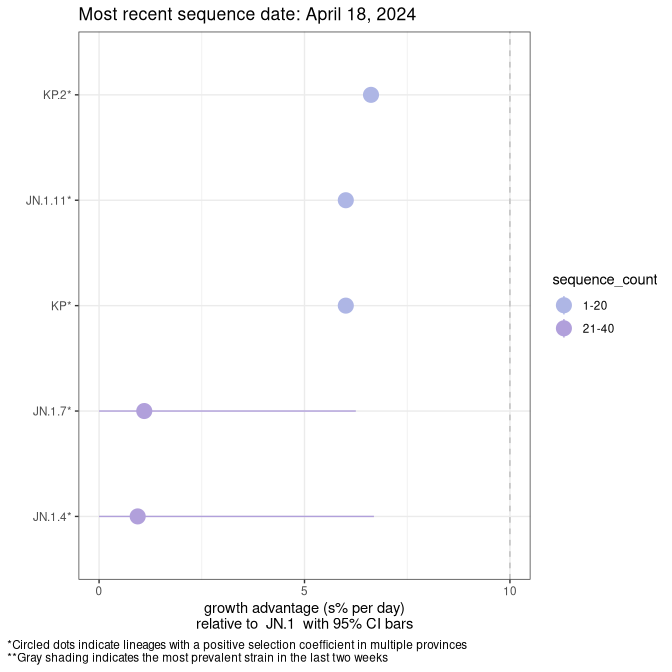 Most recent sequence date: April 18, 2024
KP.2*
JN.1.11*
KP*
JN.1.7*
JN.1.4*
0
5
10
growth advantage (s% per day)
relative to JN.1 with 95% CI bars
sequence_count
1-20
21-40
*Circled dots indicate lineages with a positive selection coefficient in multiple provinces
**Gray shading indicates the most prevalent strain in the last two weeks